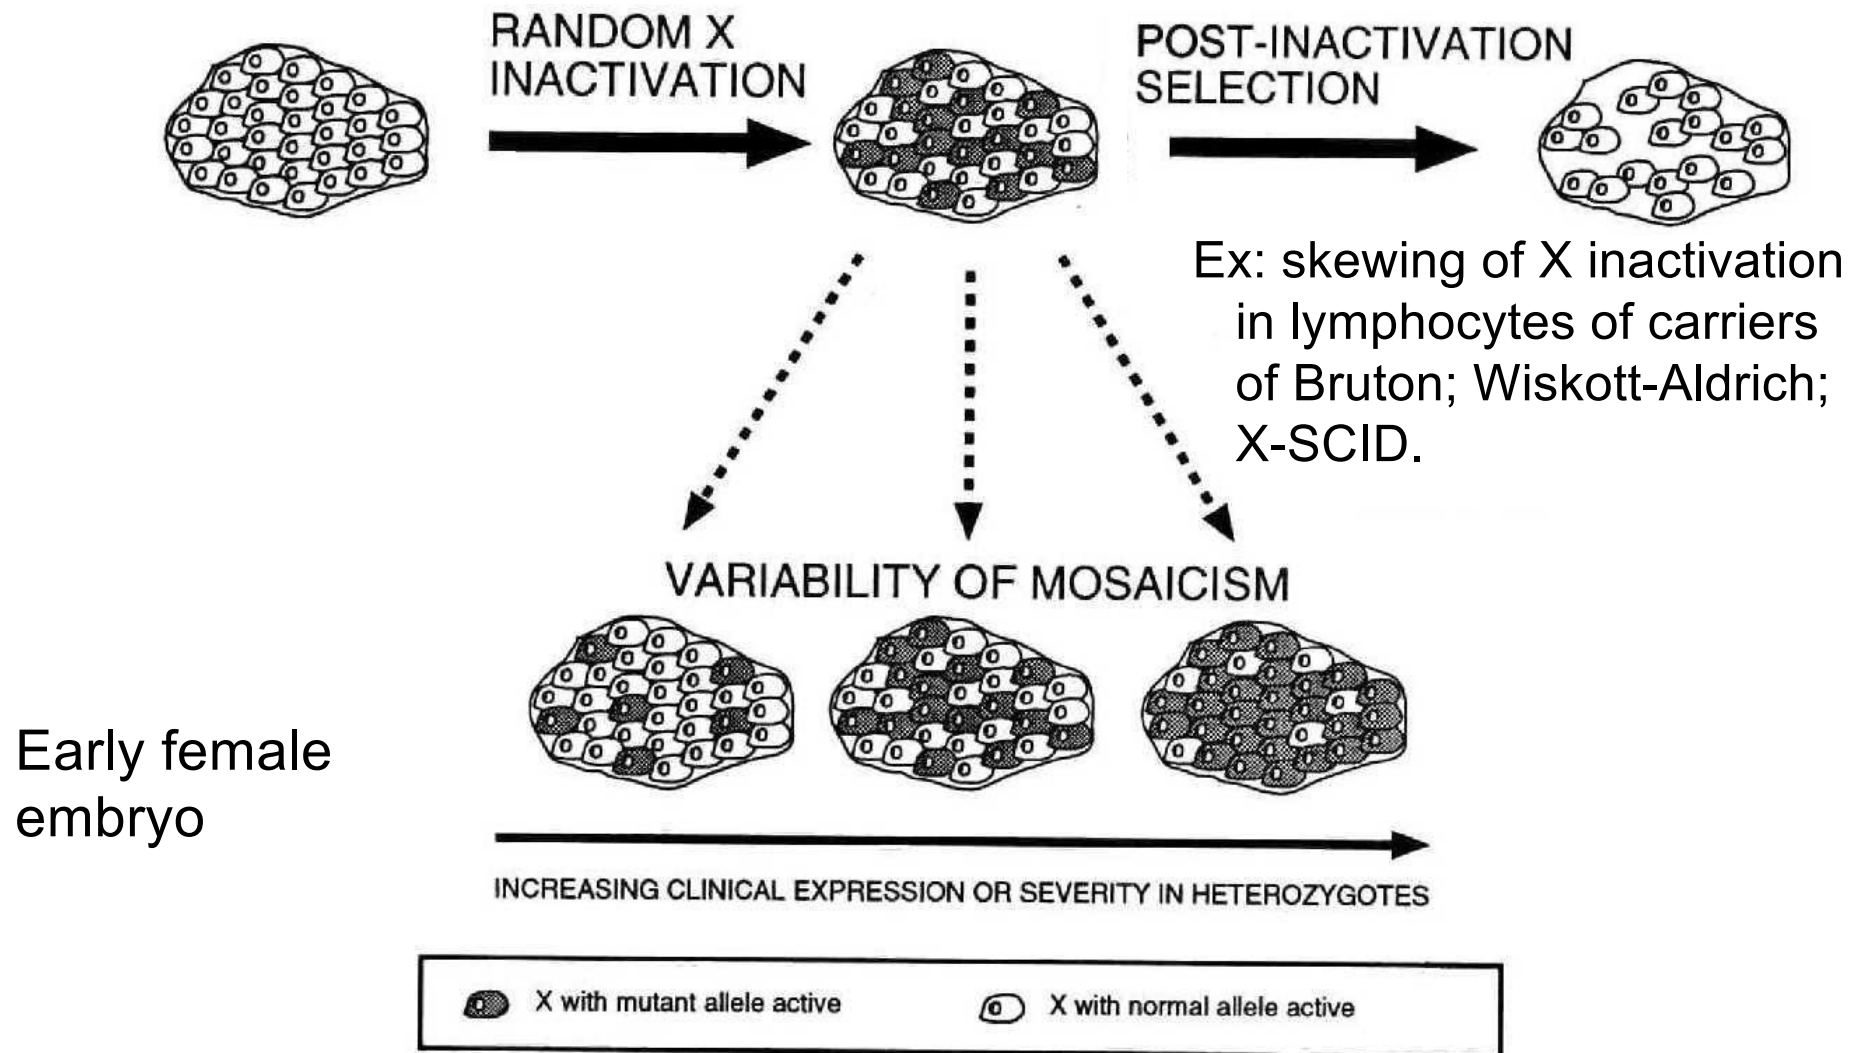 RANDOM X
INACTIVATION
POST-INACTIVATION
SELECTION
Ex: skewing of X inactivation
in lymphocytes of carriers
of Bruton; Wiskott-Aldrich;
X-SCID.
VARIABILITY OF MOSAICISM
Early female
embryo
INCREASING CLINICAL EXPRESSION OR SEVERITY IN HETEROZYGOTES
X with mutant allele active
X with normal allele active